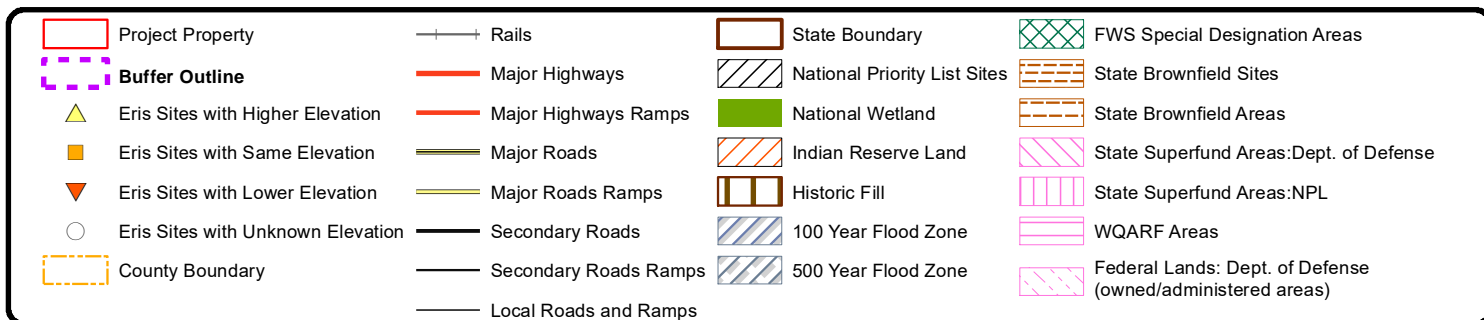 Project Property
Buffer Outline
Eris Sites with Higher Elevation
Eris Sites with Same Elevation
Eris Sites with Lower Elevation
Eris Sites with Unknown Elevation
County Boundary
Rails
Major Highways
Major Highways Ramps
Major Roads
Major Roads Ramps
Secondary Roads
Secondary Roads Ramps
Local Roads and Ramps
State Boundary
National Priority List Sites
National Wetland
Indian Reserve Land
Historic Fill
100 Year Flood Zone
500 Year Flood Zone
FWS Special Designation Areas
State Brownfield Sites
State Brownfield Areas
State Superfund Areas:Dept. of Defense
State Superfund Areas:NPL
WQARF Areas
Federal Lands: Dept. of Defense
(owned/administered areas)